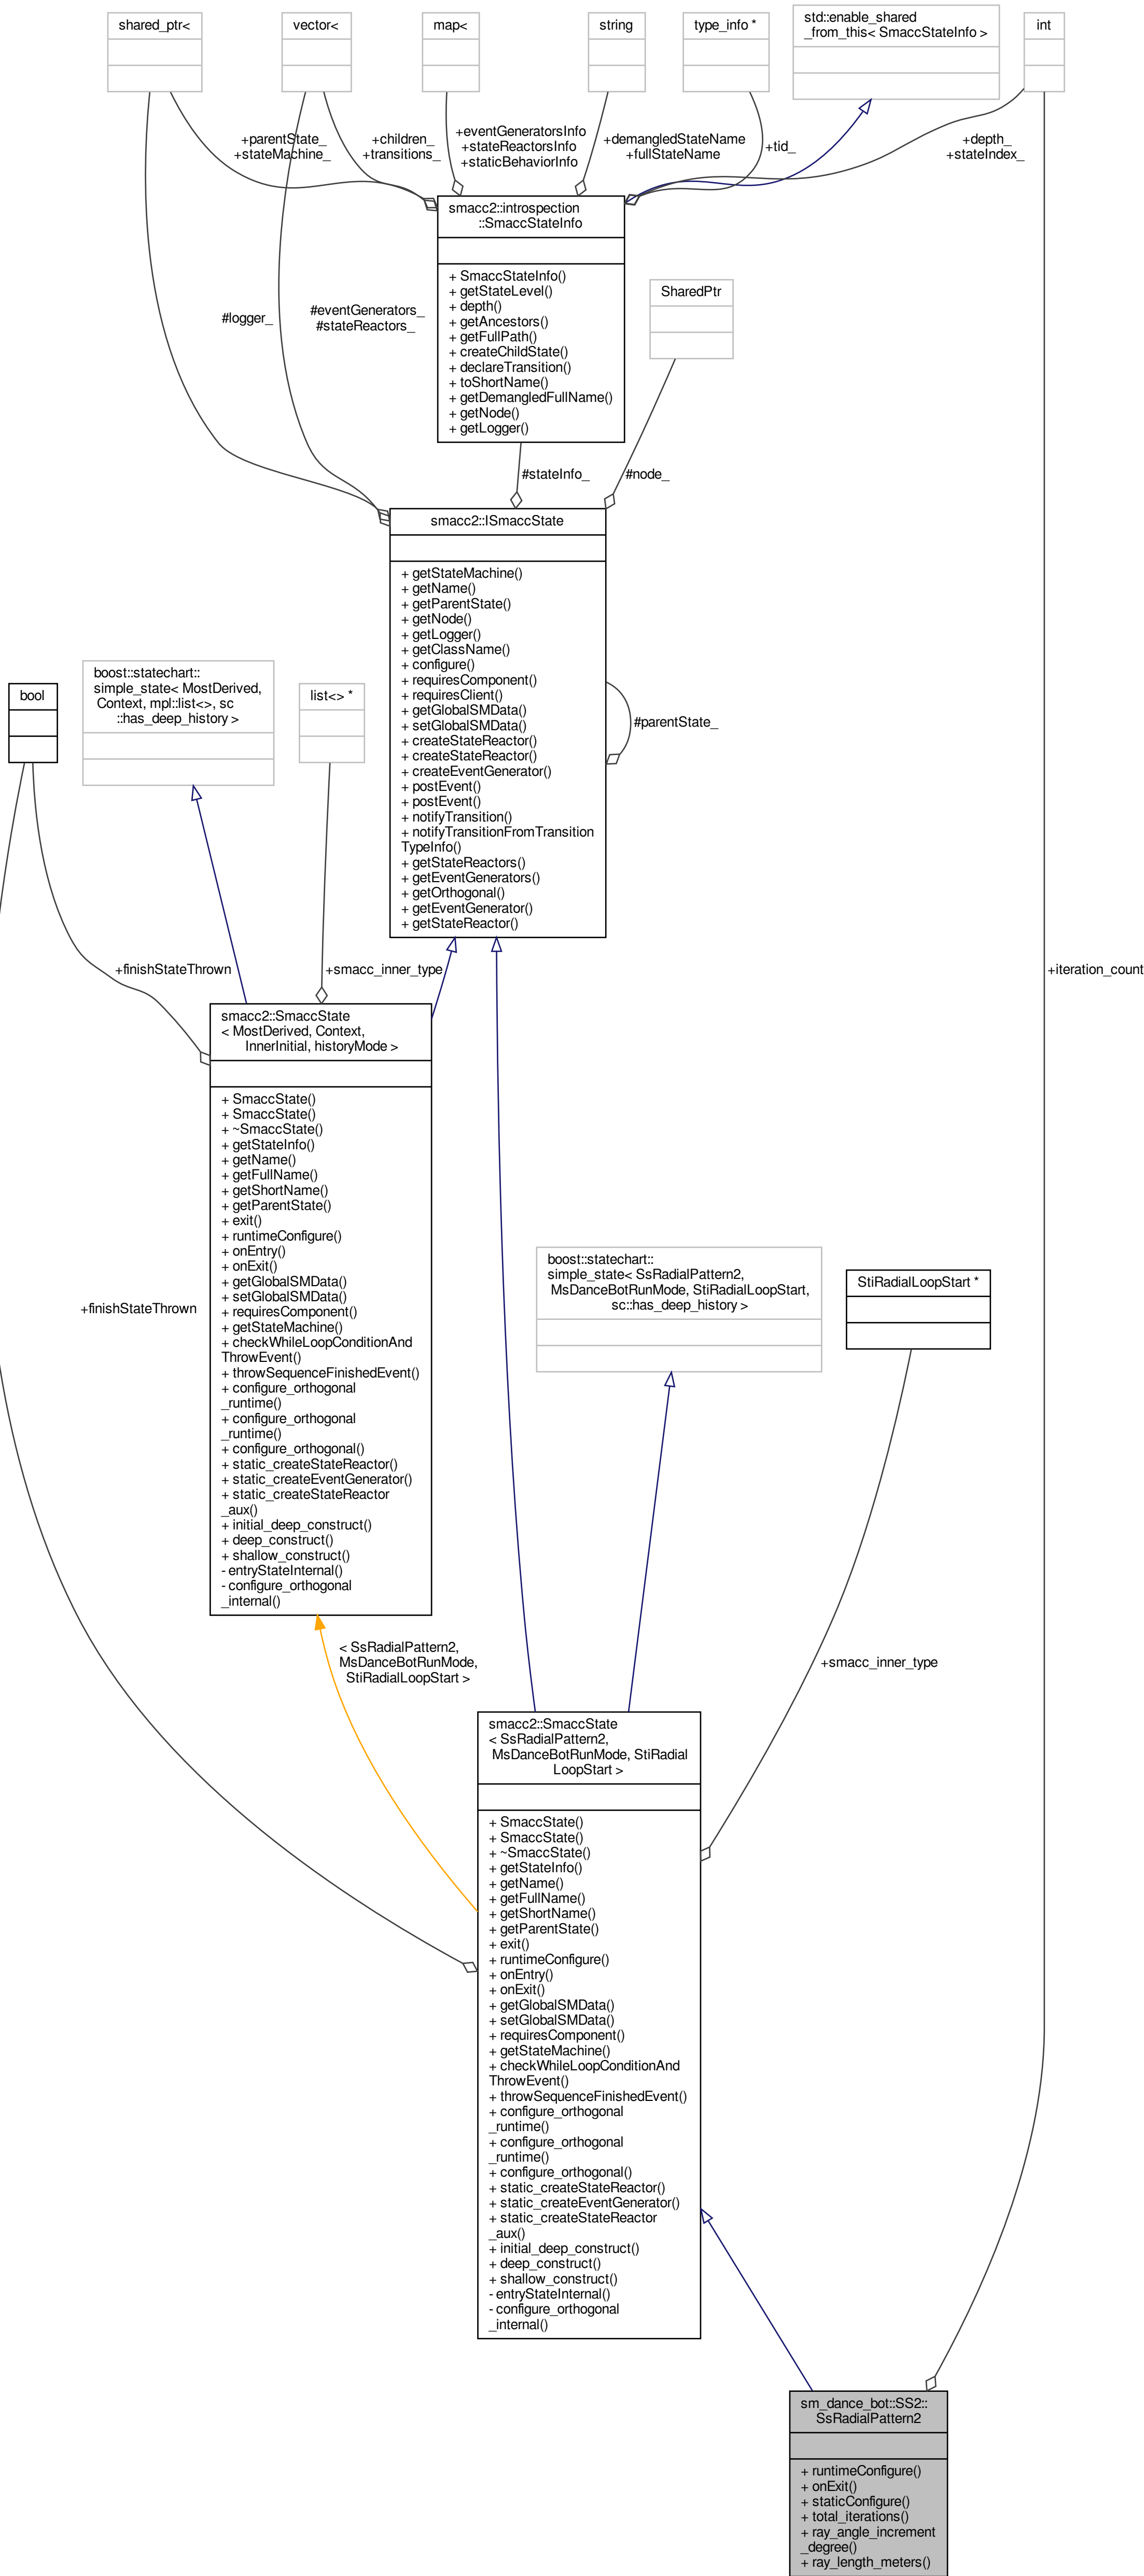 shared_ptr<
vector<
map<
string
type_info *
std::enable_shared
_from_this< SmaccStateInfo >
int
+parentState_
+stateMachine_
+children_
+transitions_
+eventGeneratorsInfo
+stateReactorsInfo
+staticBehaviorInfo
+demangledStateName
+fullStateName
+tid_
+depth_
+stateIndex_
smacc2::introspection
::SmaccStateInfo
+ SmaccStateInfo()
+ getStateLevel()
+ depth()
+ getAncestors()
+ getFullPath()
+ createChildState()
+ declareTransition()
+ toShortName()
+ getDemangledFullName()
+ getNode()
+ getLogger()
SharedPtr
#logger_
#eventGenerators_
#stateReactors_
#stateInfo_
#node_
smacc2::ISmaccState
+ getStateMachine()
+ getName()
+ getParentState()
+ getNode()
+ getLogger()
+ getClassName()
+ configure()
+ requiresComponent()
+ requiresClient()
+ getGlobalSMData()
+ setGlobalSMData()
+ createStateReactor()
+ createStateReactor()
+ createEventGenerator()
+ postEvent()
+ postEvent()
+ notifyTransition()
+ notifyTransitionFromTransition
TypeInfo()
+ getStateReactors()
+ getEventGenerators()
+ getOrthogonal()
+ getEventGenerator()
+ getStateReactor()
#parentState_
bool
boost::statechart::
simple_state< MostDerived,
Context, mpl::list<>, sc
::has_deep_history >
list<> *
+finishStateThrown
+smacc_inner_type
+iteration_count
smacc2::SmaccState
< MostDerived, Context,
InnerInitial, historyMode >
+ SmaccState()
+ SmaccState()
+ ~SmaccState()
+ getStateInfo()
+ getName()
+ getFullName()
+ getShortName()
+ getParentState()
+ exit()
+ runtimeConfigure()
+ onEntry()
+ onExit()
+ getGlobalSMData()
+ setGlobalSMData()
+ requiresComponent()
+ getStateMachine()
+ checkWhileLoopConditionAnd
ThrowEvent()
+ throwSequenceFinishedEvent()
+ configure_orthogonal
_runtime()
+ configure_orthogonal
_runtime()
+ configure_orthogonal()
+ static_createStateReactor()
+ static_createEventGenerator()
+ static_createStateReactor
_aux()
+ initial_deep_construct()
+ deep_construct()
+ shallow_construct()
- entryStateInternal()
- configure_orthogonal
_internal()
+finishStateThrown
boost::statechart::
simple_state< SsRadialPattern2,
MsDanceBotRunMode, StiRadialLoopStart,
sc::has_deep_history >
StiRadialLoopStart *
< SsRadialPattern2,
MsDanceBotRunMode,
StiRadialLoopStart >
+smacc_inner_type
smacc2::SmaccState
< SsRadialPattern2,
MsDanceBotRunMode, StiRadial
LoopStart >
+ SmaccState()
+ SmaccState()
+ ~SmaccState()
+ getStateInfo()
+ getName()
+ getFullName()
+ getShortName()
+ getParentState()
+ exit()
+ runtimeConfigure()
+ onEntry()
+ onExit()
+ getGlobalSMData()
+ setGlobalSMData()
+ requiresComponent()
+ getStateMachine()
+ checkWhileLoopConditionAnd
ThrowEvent()
+ throwSequenceFinishedEvent()
+ configure_orthogonal
_runtime()
+ configure_orthogonal
_runtime()
+ configure_orthogonal()
+ static_createStateReactor()
+ static_createEventGenerator()
+ static_createStateReactor
_aux()
+ initial_deep_construct()
+ deep_construct()
+ shallow_construct()
- entryStateInternal()
- configure_orthogonal
_internal()
sm_dance_bot::SS2::
SsRadialPattern2
+ runtimeConfigure()
+ onExit()
+ staticConfigure()
+ total_iterations()
+ ray_angle_increment
_degree()
+ ray_length_meters()